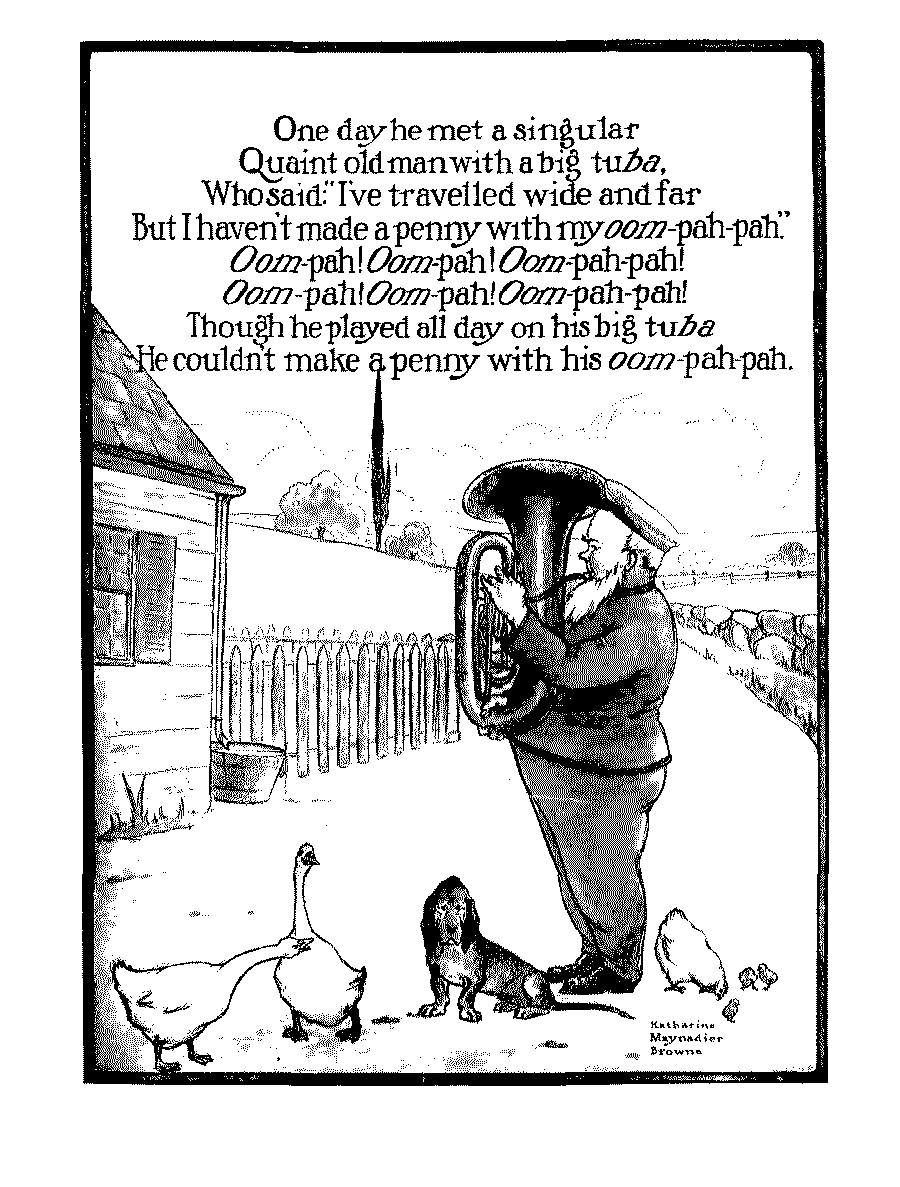 One day he met a singular
Quaint old man with a big tuba,
Who said: "I've travelled wide and far
But I haven't made a penny with my oom-pah-pah."
Oom-pah! Oom-pah! Oom-pah-pah!
Oom-pah! Oom-pah! Oom-pah-pah!
Though he played all day on his big tuba
He couldn't make a penny with his oom-pah-pah.
Katharine
Maynadier
Browne